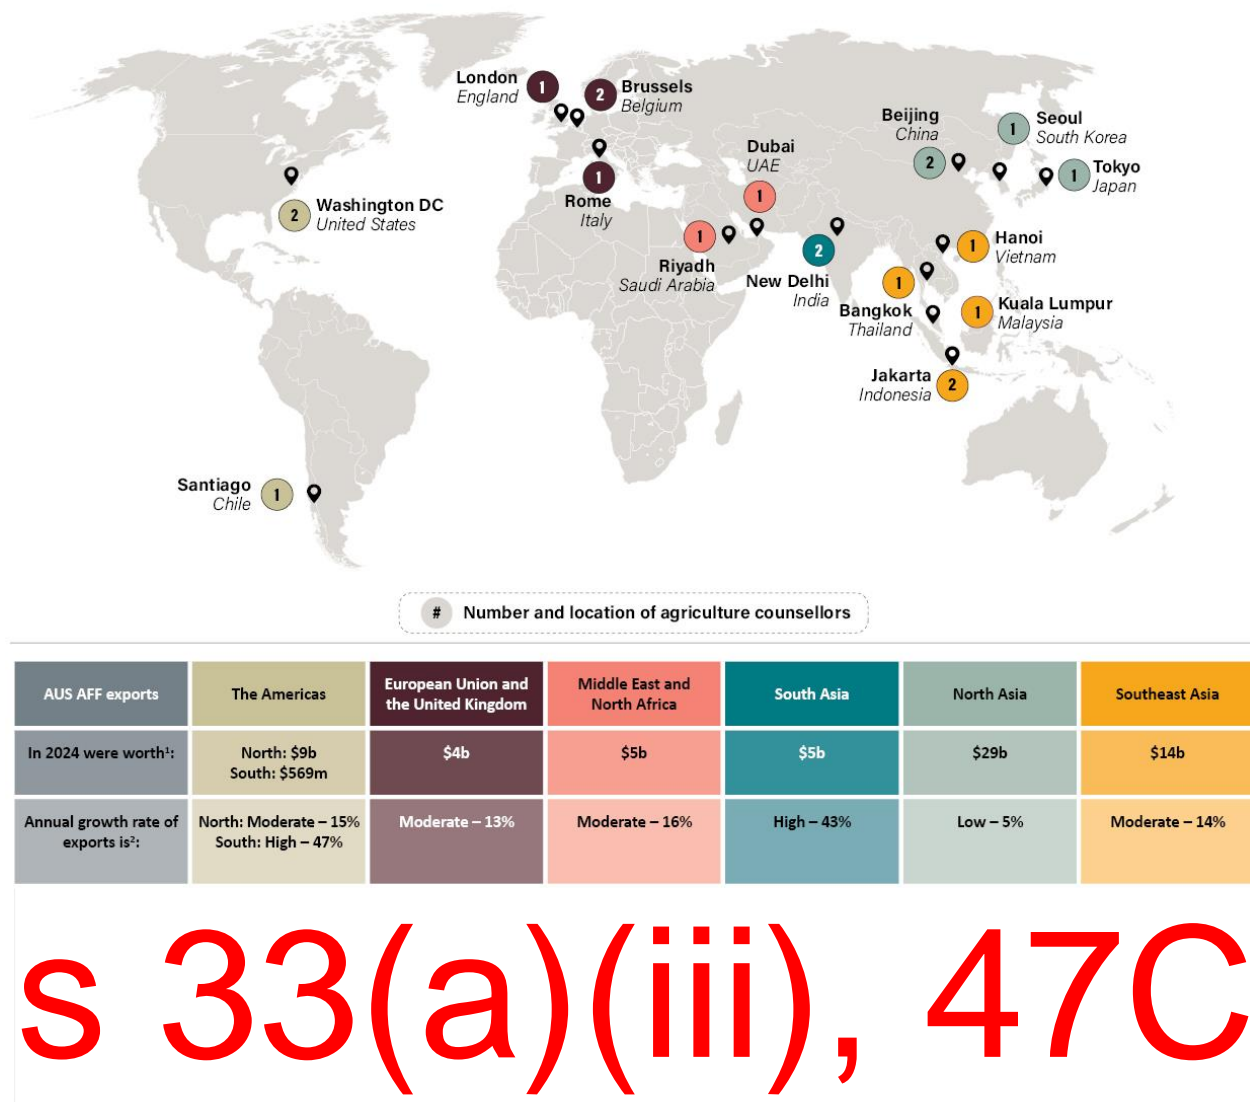 London
England
1
2
Brussels
Belgium
1
Rome
Italy
Washington DC
United States
2
Santiago
Chile
1
Dubai
UAE
1
1
Riyadh
Saudi Arabia
2
New Delhi
India
Beijing
China
2
1
Seoul
South Korea
1
Tokyo
Japan
1
Hanoi
Vietnam
1
Bangkok
Thailand
1
Kuala Lumpur
Malaysia
Jakarta
Indonesia
2
# Number and location of agriculture counsellors
AUS AFF exports
The Americas
European Union and
the United Kingdom
Middle East and
North Africa
South Asia
North Asia
Southeast Asia
In 2024 were worth¹:
North: $9b
South: $569m
$4b
$5b
$5b
$29b
$14b
Annual growth rate of
exports is²:
North: Moderate – 15%
South: High – 47%
Moderate – 13%
Moderate – 16%
High – 43%
Low – 5%
Moderate – 14%
s 33(a)(iii), 47C